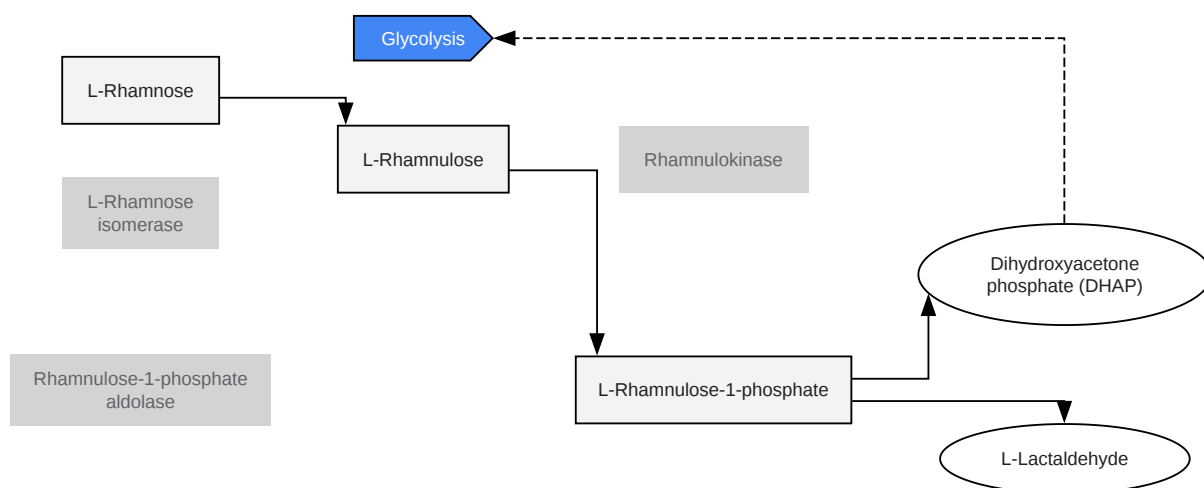 Glycolysis
L-Rhamnose
L-Rhamnulose
Rhamnulokinase
L-Rhamnose
isomerase
Dihydroxyacetone
phosphate (DHAP)
Rhamnulose-1-phosphate
aldolase
L-Rhamnulose-1-phosphate
L-Lactaldehyde